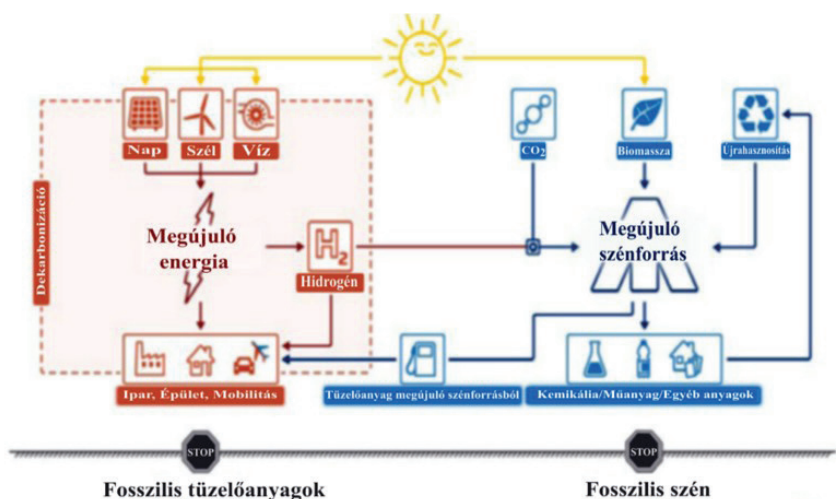 Nap
Szél
Víz
CO₂
Biomassza
Újrahasznosítás
Dekarbonizáció
Megújuló
energia
H₂
Hidrogén
Megújuló
szénforrás
Ipar, Épület, Mobilitás
Tüzelőanyag megújuló szénforrásból
Kemikália/Műanyag/Egyéb anyagok
STOP
STOP
Fosszilis tüzelőanyagok
Fosszilis szén